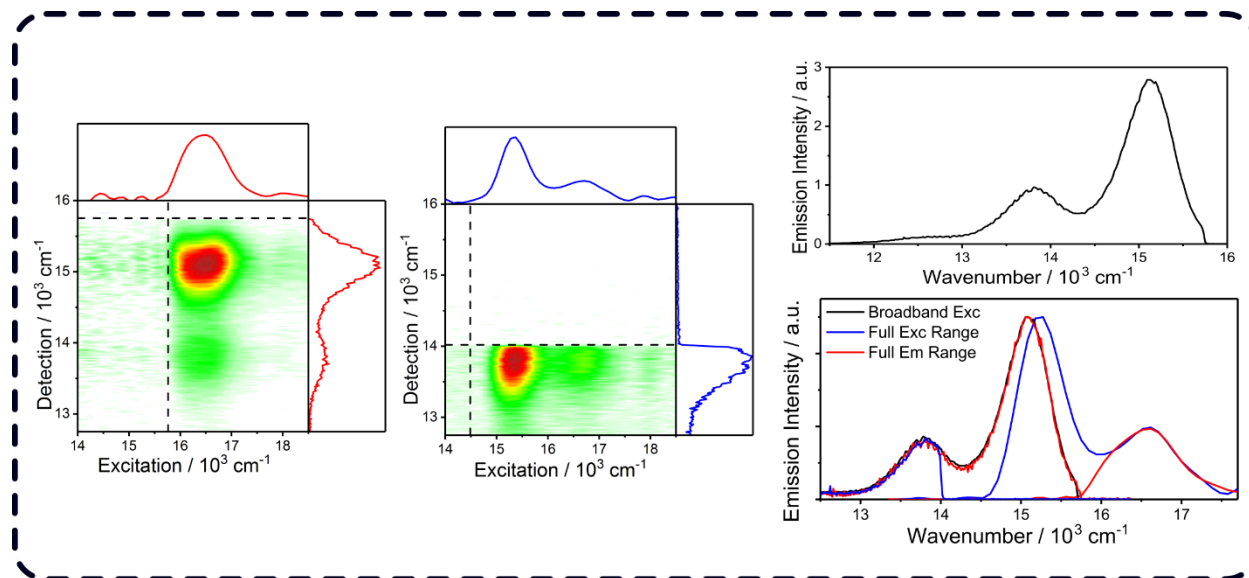 16
15
14
13
Detection / 10³ cm⁻¹
14 15 16 17 18
Excitation / 10³ cm⁻¹
16
15
14
13
Detection / 10³ cm⁻¹
14 15 16 17 18
Excitation / 10³ cm⁻¹
3
2
1
0
Emission Intensity / a.u.
12 13 14 15 16
Wavenumber / 10³ cm⁻¹
Broadband Exc
Full Exc Range
Full Em Range
Emission Intensity / a.u.
13 14 15 16 17
Wavenumber / 10³ cm⁻¹